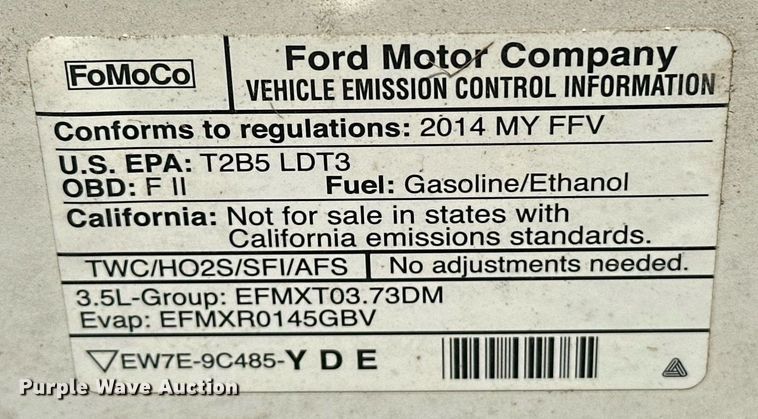 FoMoCo
Ford Motor Company
VEHICLE EMISSION CONTROL INFORMATION
Conforms to regulations: 2014 MY FFV
U.S. EPA: T2B5 LDT3
OBD: F II Fuel: Gasoline/Ethanol
California: Not for sale in states with
California emissions standards.
TWC/HO2S/SFI/AFS No adjustments needed.
3.5L-Group: EFMXT03.73DM
Evap: EFMXR0145GBV
EW7E-9C485-Y D E
Purple Wave Auction